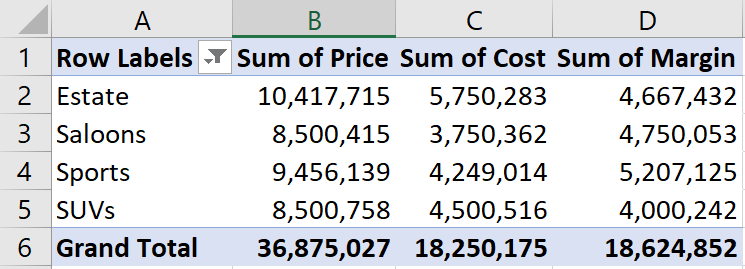 A B C D
1 Row Labels Sum of Price Sum of Cost Sum of Margin
2 Estate 10,417,715 5,750,283 4,667,432
3 Saloons 8,500,415 3,750,362 4,750,053
4 Sports 9,456,139 4,249,014 5,207,125
5 SUVs 8,500,758 4,500,516 4,000,242
6 Grand Total 36,875,027 18,250,175 18,624,852